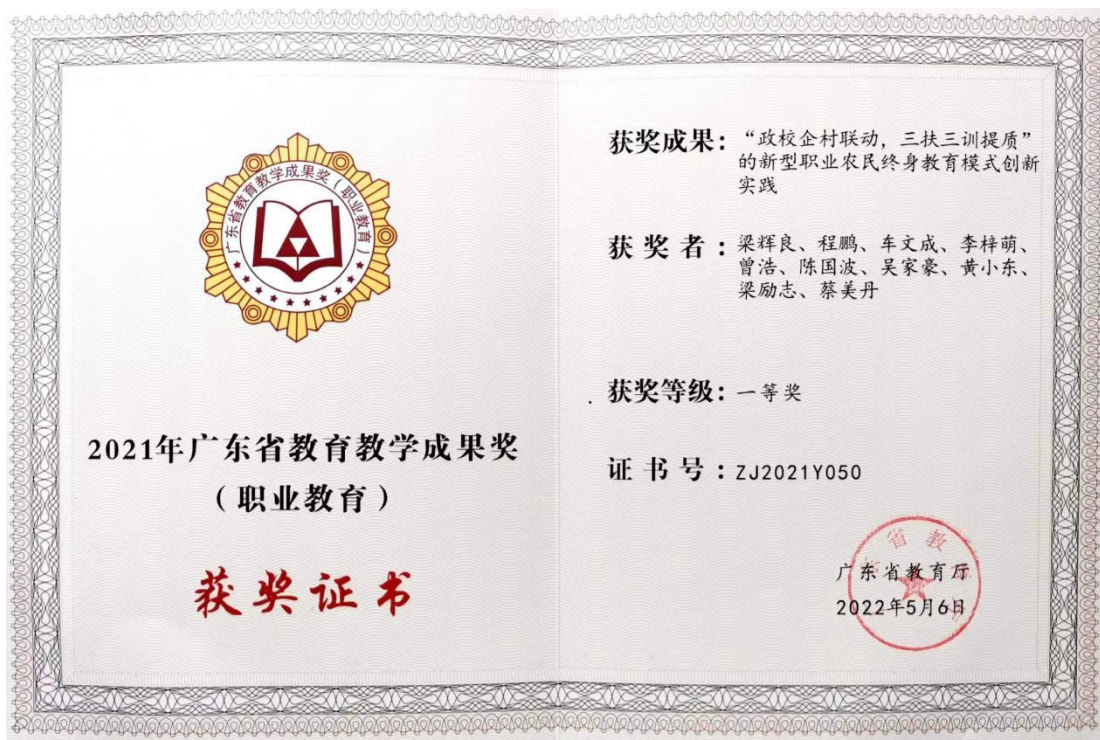 广东省教育教学成果奖（职业教育）
2021年广东省教育教学成果奖
（职业教育）
获奖证书
获奖成果：“政校企村联动，三扶三训提质”
的新型职业农民终身教育模式创新
实践
获奖者：梁辉良、程鹏、车文成、李梓萌、
曾浩、陈国波、吴家豪、黄小东、
梁励志、蔡美丹
获奖等级：一等奖
证书号：ZJ2021Y050
省教
广东省教育厅
2022年5月6日